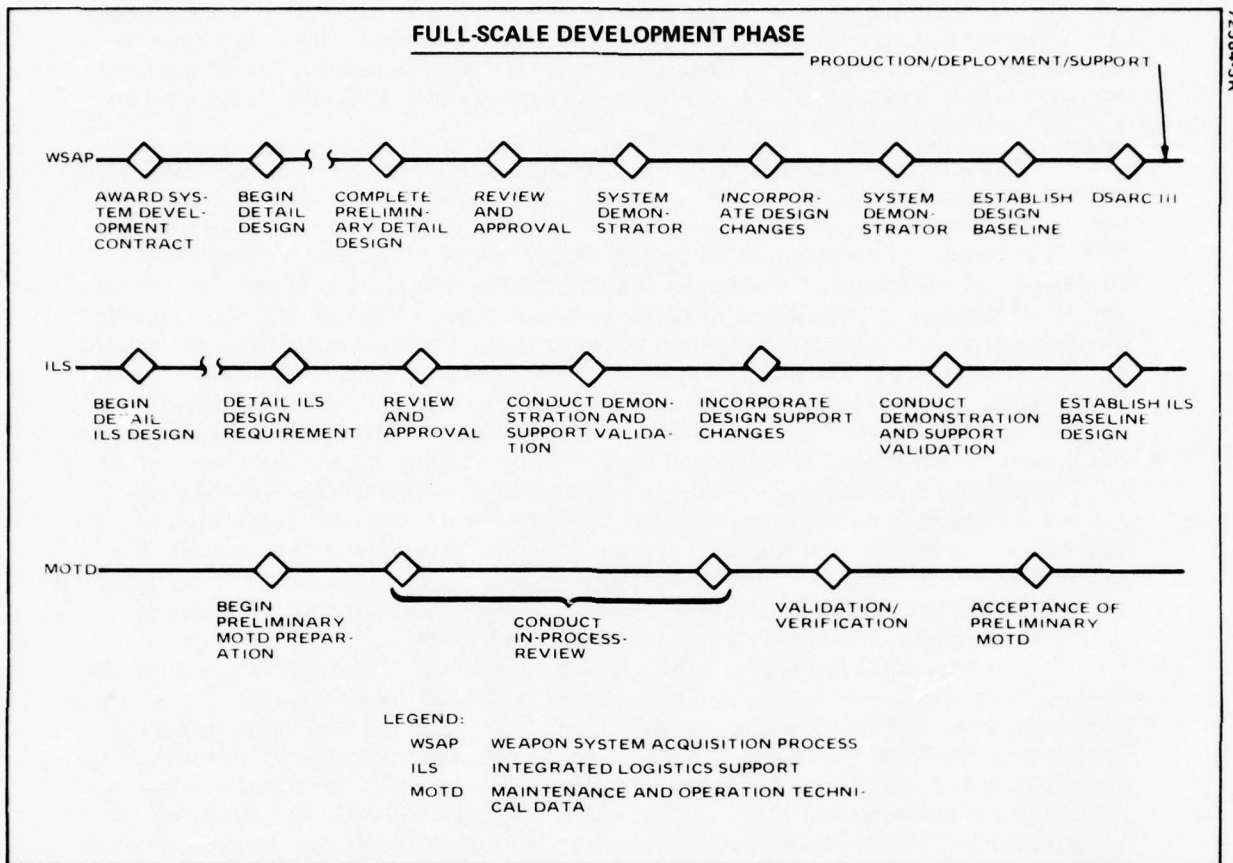 FULL-SCALE DEVELOPMENT PHASE
PRODUCTION/DEPLOYMENT/SUPPORT
WSAP
AWARD SYS-
TEM DEVEL-
OPMENT
CONTRACT
BEGIN
DETAIL
DESIGN
COMPLETE
PRELIMIN-
ARY DETAIL
DESIGN
REVIEW
AND
APPROVAL
SYSTEM
DEMON-
STRATOR
INCORPOR-
ATE DESIGN
CHANGES
SYSTEM
DEMON-
STRATOR
ESTABLISH
DESIGN
BASELINE
DSARC III
ILS
BEGIN
DETAIL
ILS DESIGN
DETAIL ILS
DESIGN
REQUIREMENT
REVIEW
AND
APPROVAL
CONDUCT DEMON-
STRATION AND
SUPPORT VALIDA-
TION
INCORPORATE
DESIGN SUPPORT
CHANGES
CONDUCT
DEMONSTRATION
AND SUPPORT
VALIDATION
ESTABLISH ILS
BASELINE
DESIGN
MOTD
BEGIN
PRELIMINARY
MOTD PREPAR-
ATION
CONDUCT
IN-PROCESS-
REVIEW
VALIDATION/
VERIFICATION
ACCEPTANCE OF
PRELIMINARY
MOTD
LEGEND:
WSAP WEAPON SYSTEM ACQUISITION PROCESS
ILS INTEGRATED LOGISTICS SUPPORT
MOTD MAINTENANCE AND OPERATION TECHNI-
CAL DATA